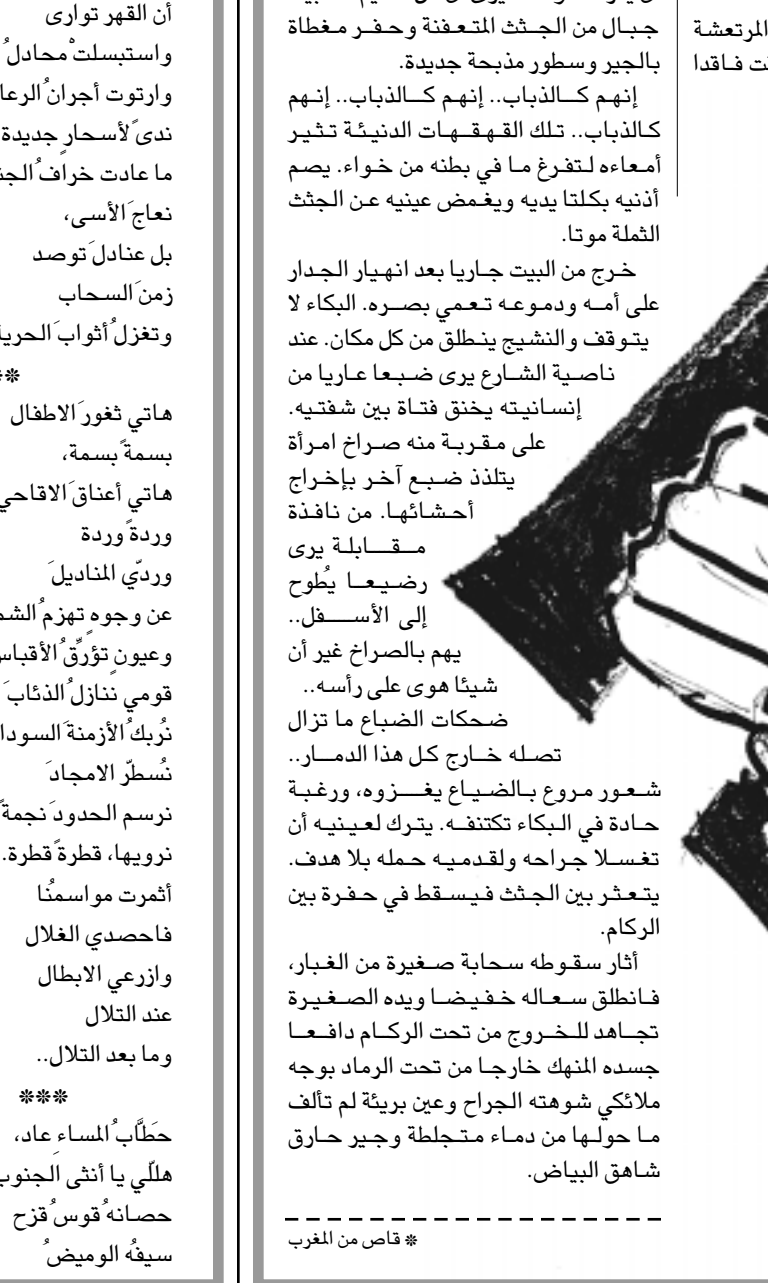 المرتعشة
فاقدا
جبال من الجثث المتعفنة وحفر مغطاة
بالجير وسطور مذبحة جديدة.
إنهم كالذباب.. إنهم كالذباب.. إنهم
كالذباب.. تلك القهقهات الدنيئة تثير
أمعاءه لتفرغ ما في بطنه من خواء. يصم
أذنيه بكلتا يديه ويغمض عينيه عن الجثث
الثملة موتا.
خرج من البيت جاريا بعد انهيار الجدار
على أمه ودموعه تعمي بصره. البكاء لا
يتوقف والنشيج ينطلق من كل مكان. عند
ناصية الشارع يرى ضبعا عاريا من
إنسانيته يخنق فتاة بين شفتيه.
على مقربة منه صراخ امرأة
يتلذذ ضبع آخر بإخراج
أحشائها. من نافذة
مقابلة يرى
رضيعا يُطوح
إلى الأسفل..
يهم بالصراخ غير أن
شيئا هوى على رأسه..
ضحكات الضباع ما تزال
تصله خارج كل هذا الدمار..
شعور مروع بالضياع يغزوه، ورغبة
حادة في البكاء تكتنفه. يترك لعينيه أن
تغسلا جراحه ولقدميه حمله بلا هدف.
يتعثر بين الجثث فيسقط في حفرة بين
الركام.
أثار سقوطه سحابة صغيرة من الغبار،
فانطلق سعاله خفيضا ويده الصغيرة
تجاهد للخروج من تحت الركام دافعا
جسده المنهك خارجا من تحت الرماد بوجه
ملائكي شوهته الجراح وعين بريئة لم تألف
ما حولها من دماء متجلطة وجير حارق
شاهق البياض.
* قاص من المغرب
أن القهر توارى
واستبسلتْ محادلُ
وارتوت أجرانُ
ندىً لأسحارٍ جديدة
ما عادت خرافُ
نعاجَ الأسى،
بل عنادلَ توصد
زمنَ السحاب
وتغزلُ أثوابَ
**
هاتي ثغورَ الاطفال
بسمةً بسمة،
هاتي أعناقَ الاقاحي
وردةً وردة
وردّي المناديلَ
عن وجوهٍ تهزمُ
وعيونٍ تؤرِّقُ
قومي ننازلُ الذئابَ
نُربكُ الأزمنةَ
نُسطّر الامجادَ
نرسم الحدودَ نجمةً
نرويها، قطرةً قطرة.
أثمرت مواسمُنا
فاحصدي الغلال
وازرعي الابطال
عند التلال
وما بعد التلال..
***
حَطَّابُ المساء عاد،
هللّي يا أنثى
حصانهُ قوسُ قزح
سيفُه الوميضُ